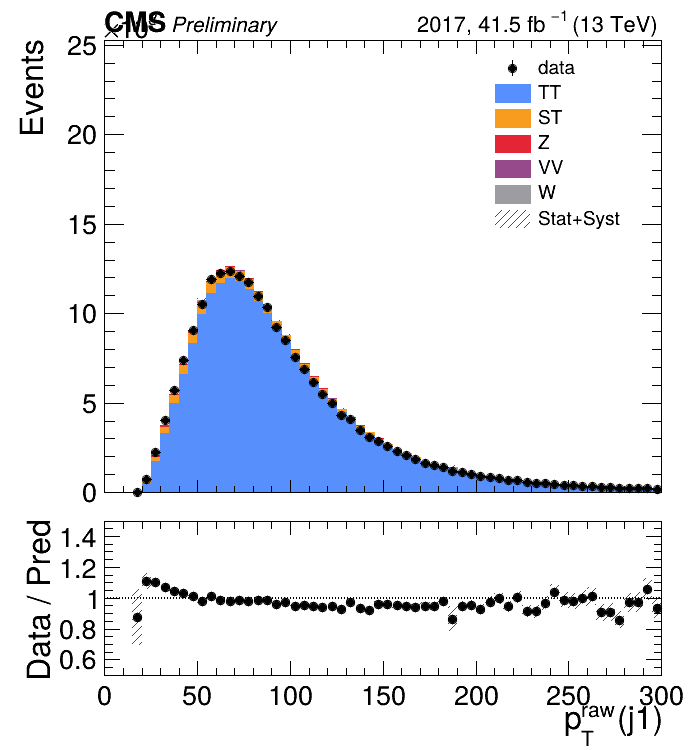 CMS Preliminary 2017, 41.5 fb⁻¹ (13 TeV)
Events
25
20
15
10
5
0
data
TT
ST
Z
VV
W
Stat+Syst
Data / Pred
1.4
1.2
1
0.8
0.6
0 50 100 150 200 250 300
p_T^raw(j1)